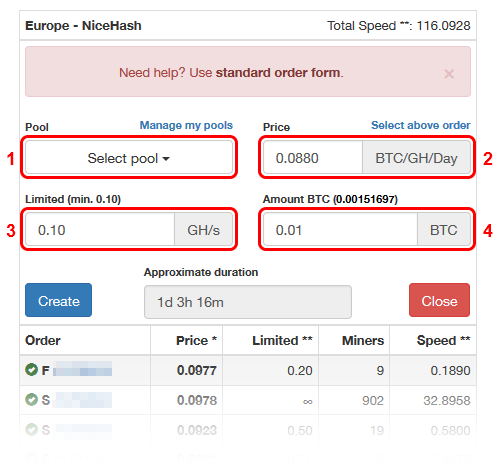 Europe - NiceHash Total Speed **: 116.0928
Need help? Use standard order form. ×
Pool Manage my pools Price Select above order
1 Select pool 0.0880 BTC/GH/Day 2
Limited (min. 0.10) Amount BTC (0.00151697)
3 0.10 GH/s 0.01 BTC 4
Approximate duration
Create 1d 3h 16m Close
Order Price * Limited ** Miners Speed **
F 0.0977 0.20 9 0.1890
S 0.0978 ∞ 902 32.8958
S 0.0923 0.50 19 0.5800